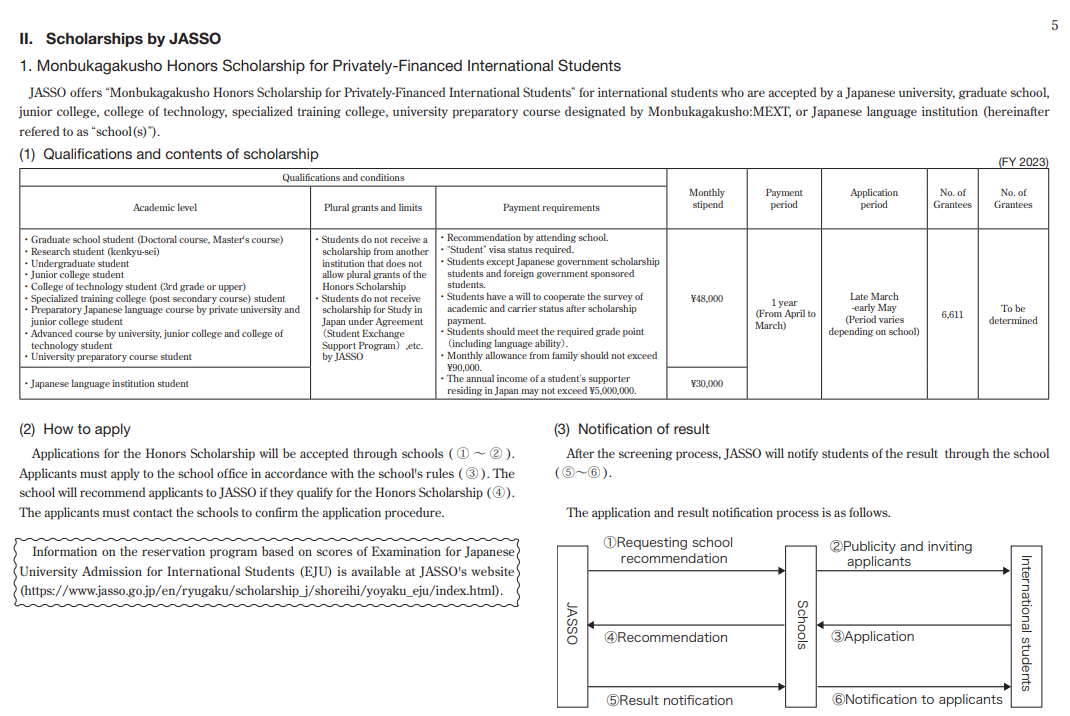 5
II. Scholarships by JASSO
1. Monbukagakusho Honors Scholarship for Privately-Financed International Students
JASSO offers “Monbukagakusho Honors Scholarship for Privately-Financed International Students” for international students who are accepted by a Japanese university, graduate school,
junior college, college of technology, specialized training college, university preparatory course designated by Monbukagakusho:MEXT, or Japanese language institution (hereinafter
refered to as “school(s)”).
(1) Qualifications and contents of scholarship
(FY 2023)
Qualifications and conditions
Academic level
Plural grants and limits
Payment requirements
Monthly
stipend
Payment
period
Application
period
No. of
Grantees
No. of
Grantees
・Graduate school student (Doctoral course, Master's course)
・Research student (kenkyu-sei)
・Undergraduate student
・Junior college student
・College of technology student (3rd grade or upper)
・Specialized training college (post secondary course) student
・Preparatory Japanese language course by private university and
junior college student
・Advanced course by university, junior college and college of
technology student
・University preparatory course student
・Japanese language institution student
・Students do not receive a
scholarship from another
institution that does not
allow plural grants of the
Honors Scholarship
・Students do not receive
scholarship for Study in
Japan under Agreement
（Student Exchange
Support Program）,etc.
by JASSO
・Recommendation by attending school.
・“Student” visa status required.
・Students except Japanese government scholarship
students and foreign government sponsored
students.
・Students have a will to cooperate the survey of
academic and carrier status after scholarship
payment.
・Students should meet the required grade point
(including language ability).
・Monthly allowance from family should not exceed
¥90,000.
・The annual income of a student's supporter
residing in Japan may not exceed ¥5,000,000.
¥48,000
¥30,000
1 year
(From April to
March)
Late March
-early May
(Period varies
depending on school)
6,611
To be
determined
(2) How to apply
Applications for the Honors Scholarship will be accepted through schools ( ① ～ ② ).
Applicants must apply to the school office in accordance with the school's rules ( ③ ). The
school will recommend applicants to JASSO if they qualify for the Honors Scholarship (④).
The applicants must contact the schools to confirm the application procedure.
Information on the reservation program based on scores of Examination for Japanese
University Admission for International Students (EJU) is available at JASSO's website
(https://www.jasso.go.jp/en/ryugaku/scholarship_j/shoreihi/yoyaku_eju/index.html).
(3) Notification of result
After the screening process, JASSO will notify students of the result through the school
( ⑤～⑥ ).
The application and result notification process is as follows.
JASSO
①Requesting school
recommendation
④Recommendation
⑤Result notification
Schools
②Publicity and inviting
applicants
③Application
⑥Notification to applicants
International students